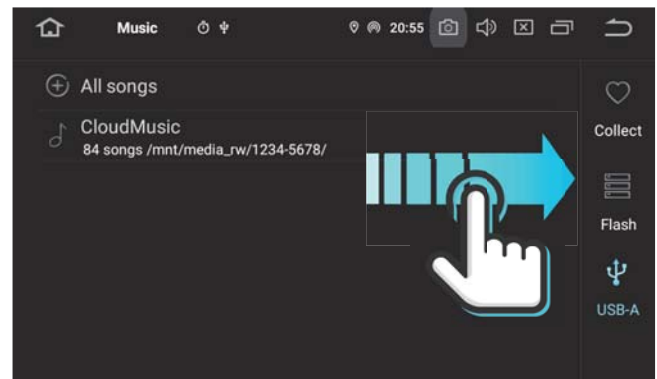 Music
20:55
All songs
CloudMusic
84 songs /mnt/media_rw/1234-5678/
Collect
Flash
USB-A